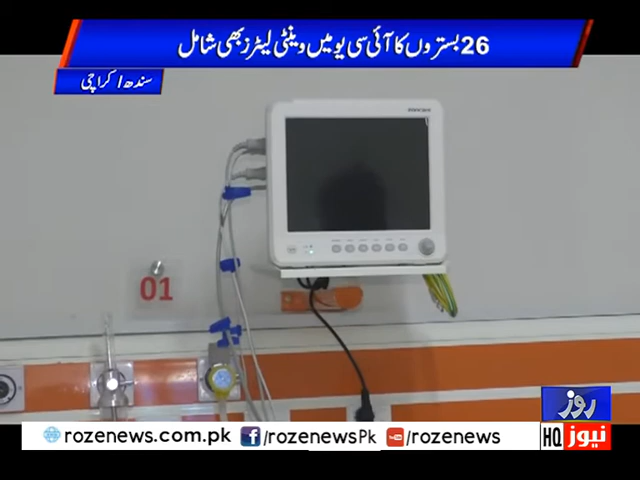 26 بستروں کا آئی سی یو میں وینٹی لیٹرز بھی شامل
سندھ / کراچی
01
روز
HQ نیوز
rozenews.com.pk /rozenewsPk /rozenews